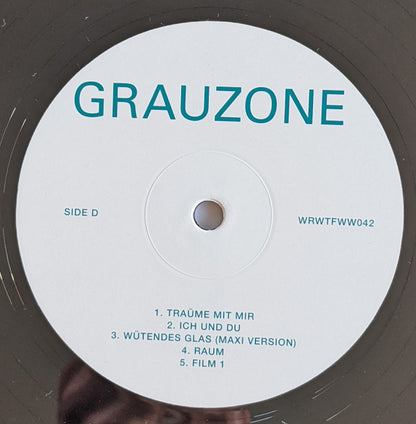 GRAUZONE
SIDE D
WRWTFWW042
1. TRAÜME MIT MIR
2. ICH UND DU
3. WÜTENDES GLAS (MAXI VERSION)
4. RAUM
5. FILM 1